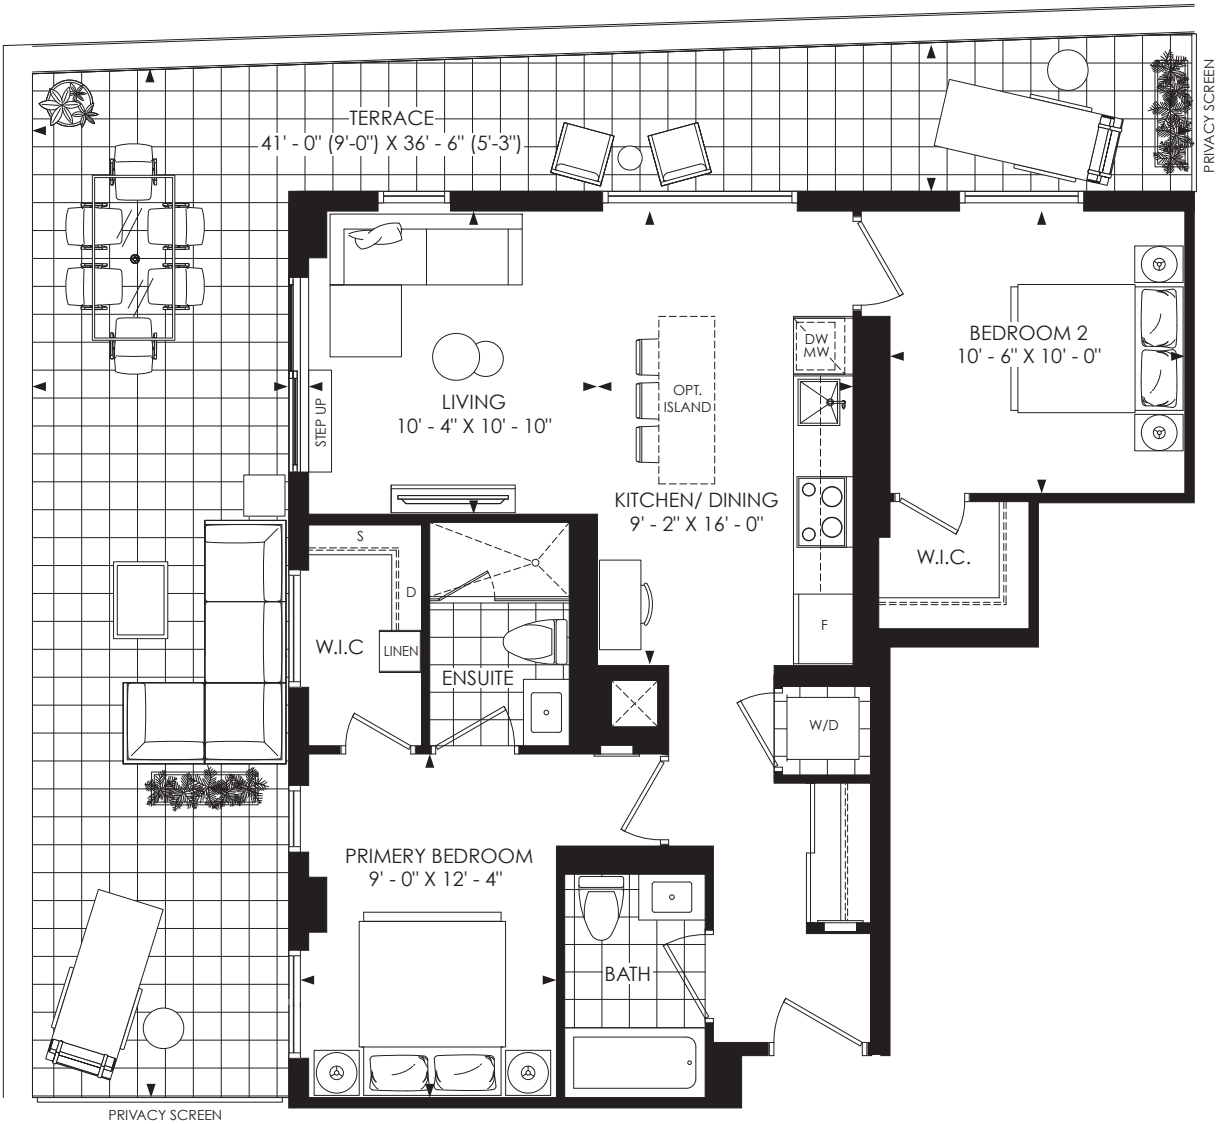 PRIVACY SCREEN
TERRACE
41' - 0" (9'-0") X 36' - 6" (5'-3")
BEDROOM 2
10' - 6" X 10' - 0"
DW
MW
OPT.
ISLAND
LIVING
10' - 4" X 10' - 10"
STEP UP
KITCHEN/ DINING
9' - 2" X 16' - 0"
S
D
W.I.C.
F
W.I.C
LINEN
ENSUITE
W/D
PRIMERY BEDROOM
9' - 0" X 12' - 4"
BATH
PRIVACY SCREEN